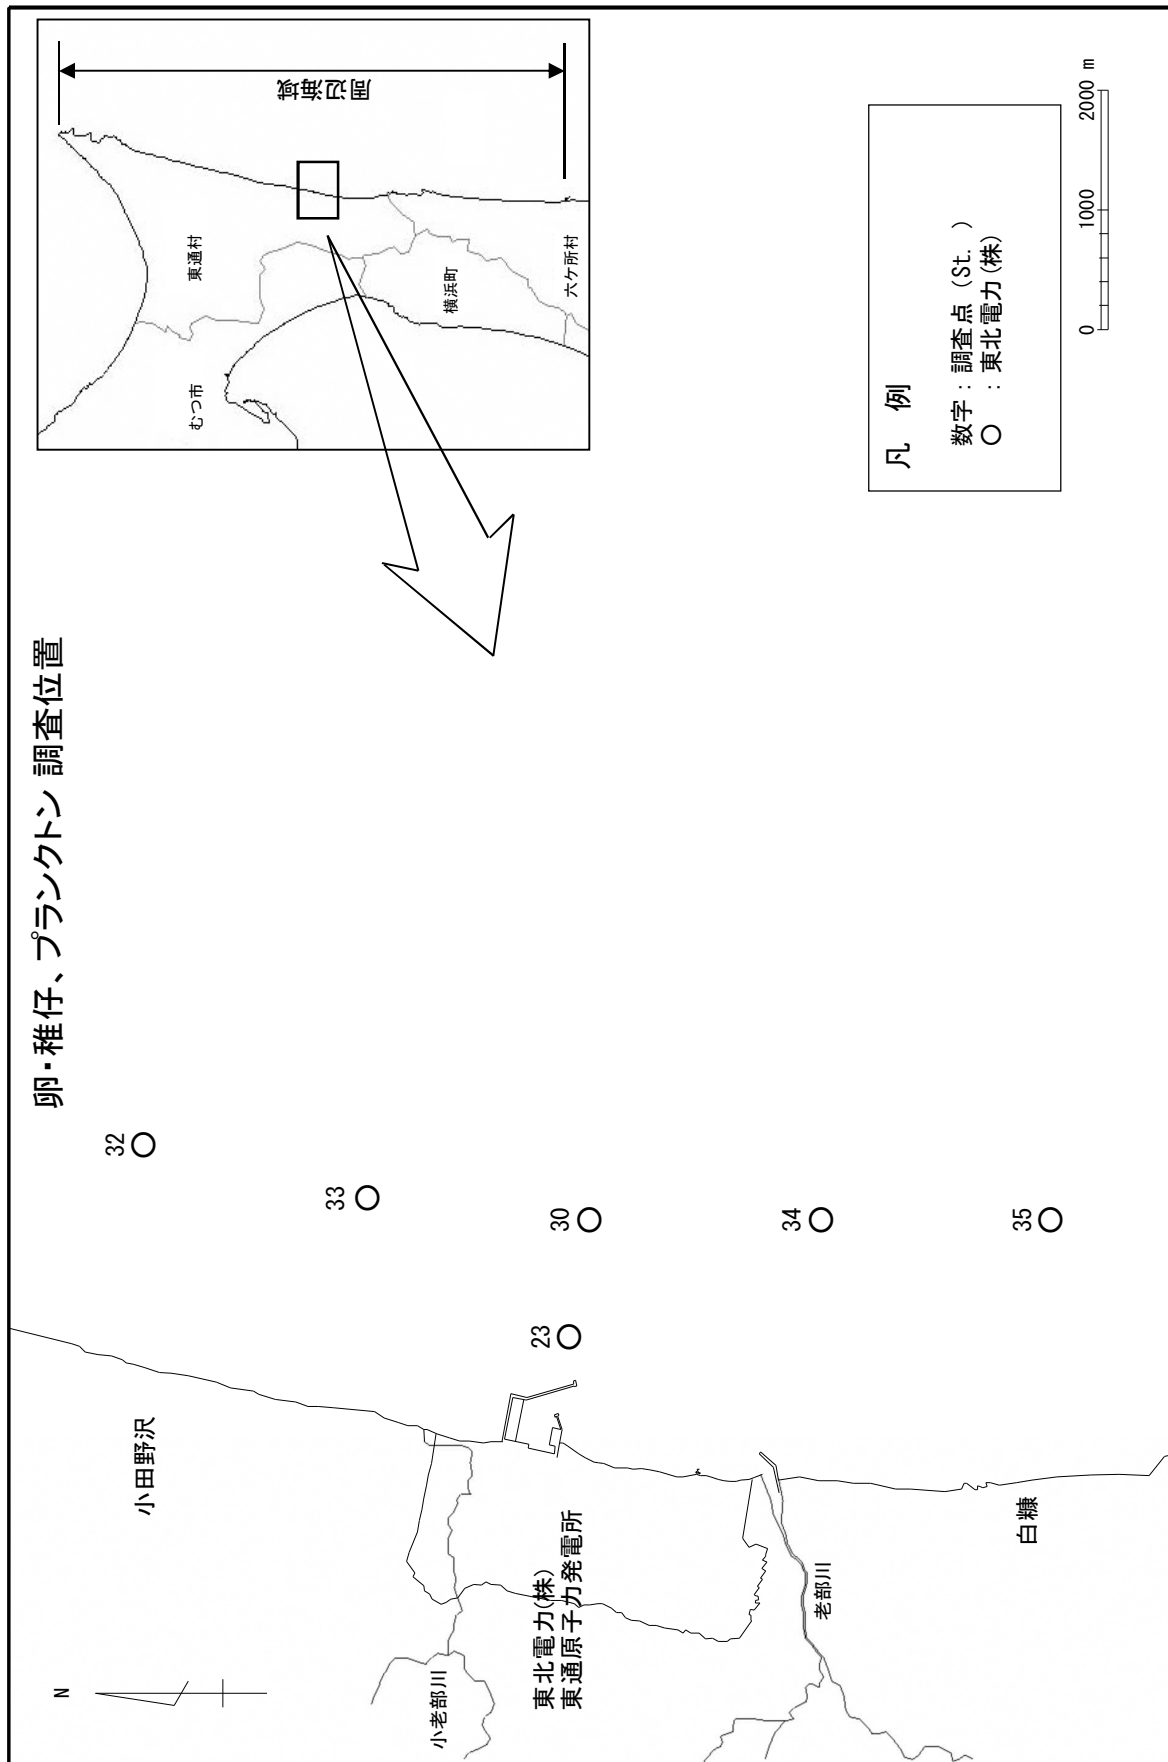 卵・稚仔、プランクトン 調査位置
N
小田野沢
小老部川
東北電力(株)
東通原子力発電所
老部川
白糠
32
33
30
23
34
35
周辺海域
むつ市
東通村
横浜町
六ケ所村
凡 例
数字：調査点 (St. )
○ ：東北電力(株)
0 1000 2000 m